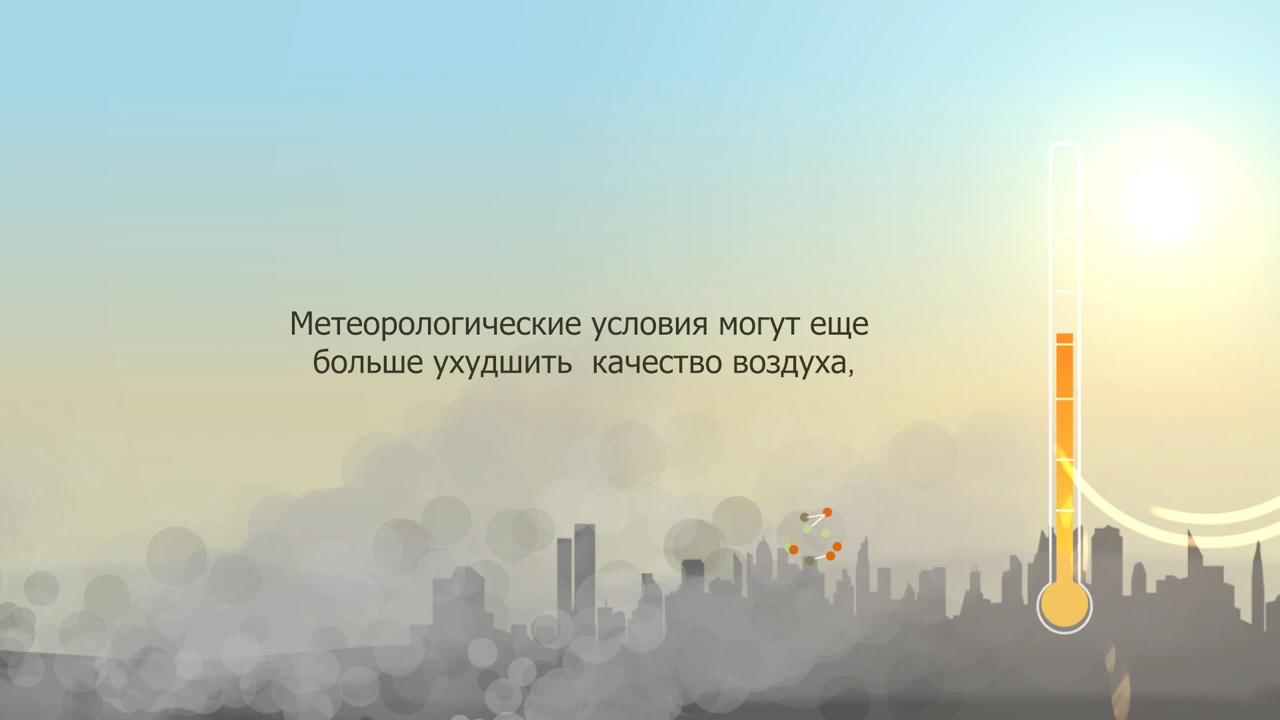 Метеорологические условия могут еще
больше ухудшить  качество воздуха,